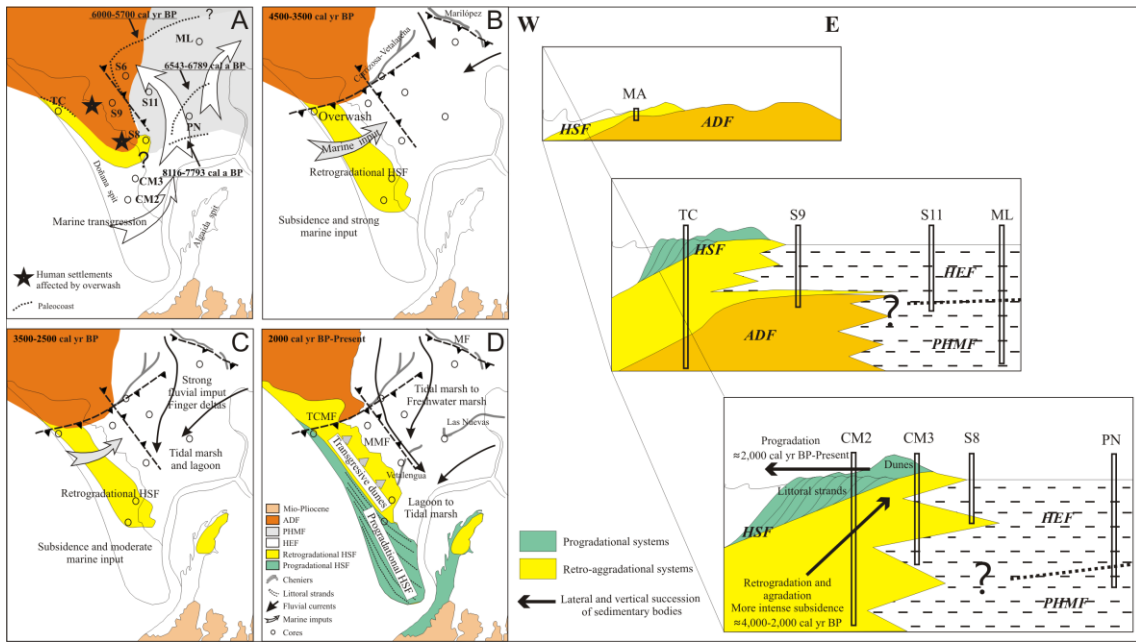 6000-5700 cal yr BP
?
A
ML
6543-6789 cal a BP
S6
TC
S11
S9
PN
S8
?
8116-7793 cal a BP
CM3
CM2
Doñana spit
Marine transgression
Algaida spit
Human settlements
affected by overwash
Paleocoast
4500-3500 cal yr BP
Marilópez
B
Carrizosa-Vetalarena
Overwash
Marine input
Retrogradational HSF
Subsidence and strong
marine input
3500-2500 cal yr BP
C
Strong
fluvial imput
Finger deltas
Tidal marsh
and lagoon
Retrogradational HSF
Subsidence and moderate
marine input
2000 cal yr BP-Present
MF
D
Tidal marsh to
Freshwater marsh
TCMF
Las Nuevas
MMF
Vetalengua
Transgresive dunes
Lagoon to
Tidal marsh
Progradational HSF
Mio-Pliocene
ADF
PHMF
HEF
Retrogradational HSF
Progradational HSF
Cheniers
Littoral strands
Fluvial currents
Marine imputs
Cores
W
E
MA
HSF
ADF
TC
S9
S11
ML
HSF
HEF
?
ADF
PHMF
CM2
CM3
S8
PN
Progradation
≈2,000 cal yr BP-Present
Dunes
Littoral strands
HSF
HEF
?
Retrogradation and
agradation
More intense subsidence
≈4,000-2,000 cal yr BP
PHMF
Progradational systems
Retro-aggradational systems
Lateral and vertical succession
of sedimentary bodies